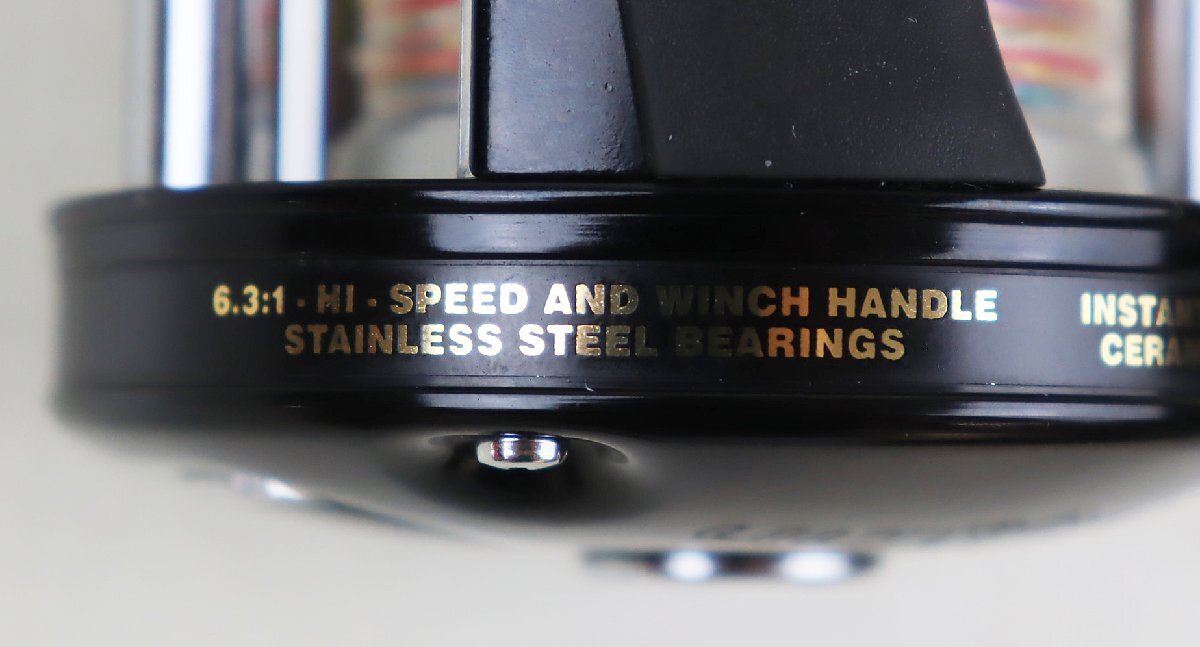 6.3:1 · HI · SPEED AND WINCH HANDLE
STAINLESS STEEL BEARINGS